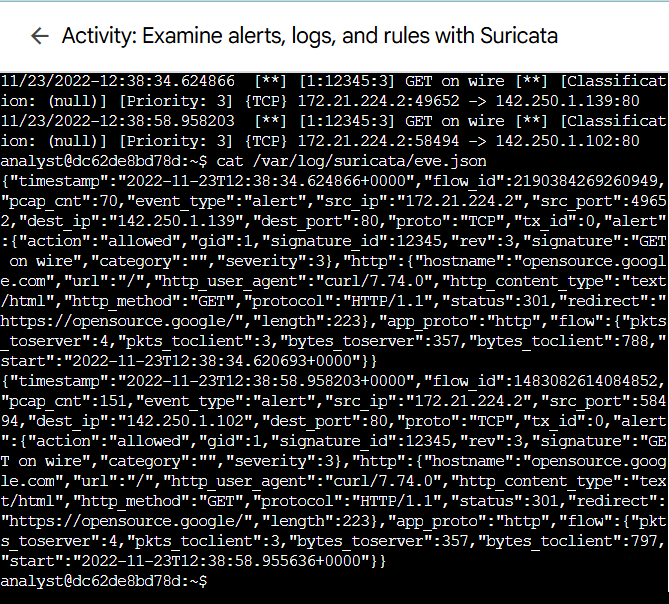 ← Activity: Examine alerts, logs, and rules with Suricata
11/23/2022-12:38:34.624866  [**] [1:12345:3] GET on wire [**] [Classificat
ion: (null)] [Priority: 3] {TCP} 172.21.224.2:49652 -> 142.250.1.139:80
11/23/2022-12:38:58.958203  [**] [1:12345:3] GET on wire [**] [Classificat
ion: (null)] [Priority: 3] {TCP} 172.21.224.2:58494 -> 142.250.1.102:80
analyst@dc62de8bd78d:~$ cat /var/log/suricata/eve.json
{"timestamp":"2022-11-23T12:38:34.624866+0000","flow_id":2190384269260949,
"pcap_cnt":70,"event_type":"alert","src_ip":"172.21.224.2","src_port":4965
2,"dest_ip":"142.250.1.139","dest_port":80,"proto":"TCP","tx_id":0,"alert"
:{"action":"allowed","gid":1,"signature_id":12345,"rev":3,"signature":"GET
 on wire","category":"","severity":3},"http":{"hostname":"opensource.googl
e.com","url":"/","http_user_agent":"curl/7.74.0","http_content_type":"text
/html","http_method":"GET","protocol":"HTTP/1.1","status":301,"redirect":"
https://opensource.google/","length":223},"app_proto":"http","flow":{"pkts
_toserver":4,"pkts_toclient":3,"bytes_toserver":357,"bytes_toclient":788,"
start":"2022-11-23T12:38:34.620693+0000"}}
{"timestamp":"2022-11-23T12:38:58.958203+0000","flow_id":1483082614084852,
"pcap_cnt":151,"event_type":"alert","src_ip":"172.21.224.2","src_port":584
94,"dest_ip":"142.250.1.102","dest_port":80,"proto":"TCP","tx_id":0,"alert
":{"action":"allowed","gid":1,"signature_id":12345,"rev":3,"signature":"GE
T on wire","category":"","severity":3},"http":{"hostname":"opensource.goog
le.com","url":"/","http_user_agent":"curl/7.74.0","http_content_type":"tex
t/html","http_method":"GET","protocol":"HTTP/1.1","status":301,"redirect":
"https://opensource.google/","length":223},"app_proto":"http","flow":{"pkt
s_toserver":4,"pkts_toclient":3,"bytes_toserver":357,"bytes_toclient":797,
"start":"2022-11-23T12:38:58.955636+0000"}}
analyst@dc62de8bd78d:~$